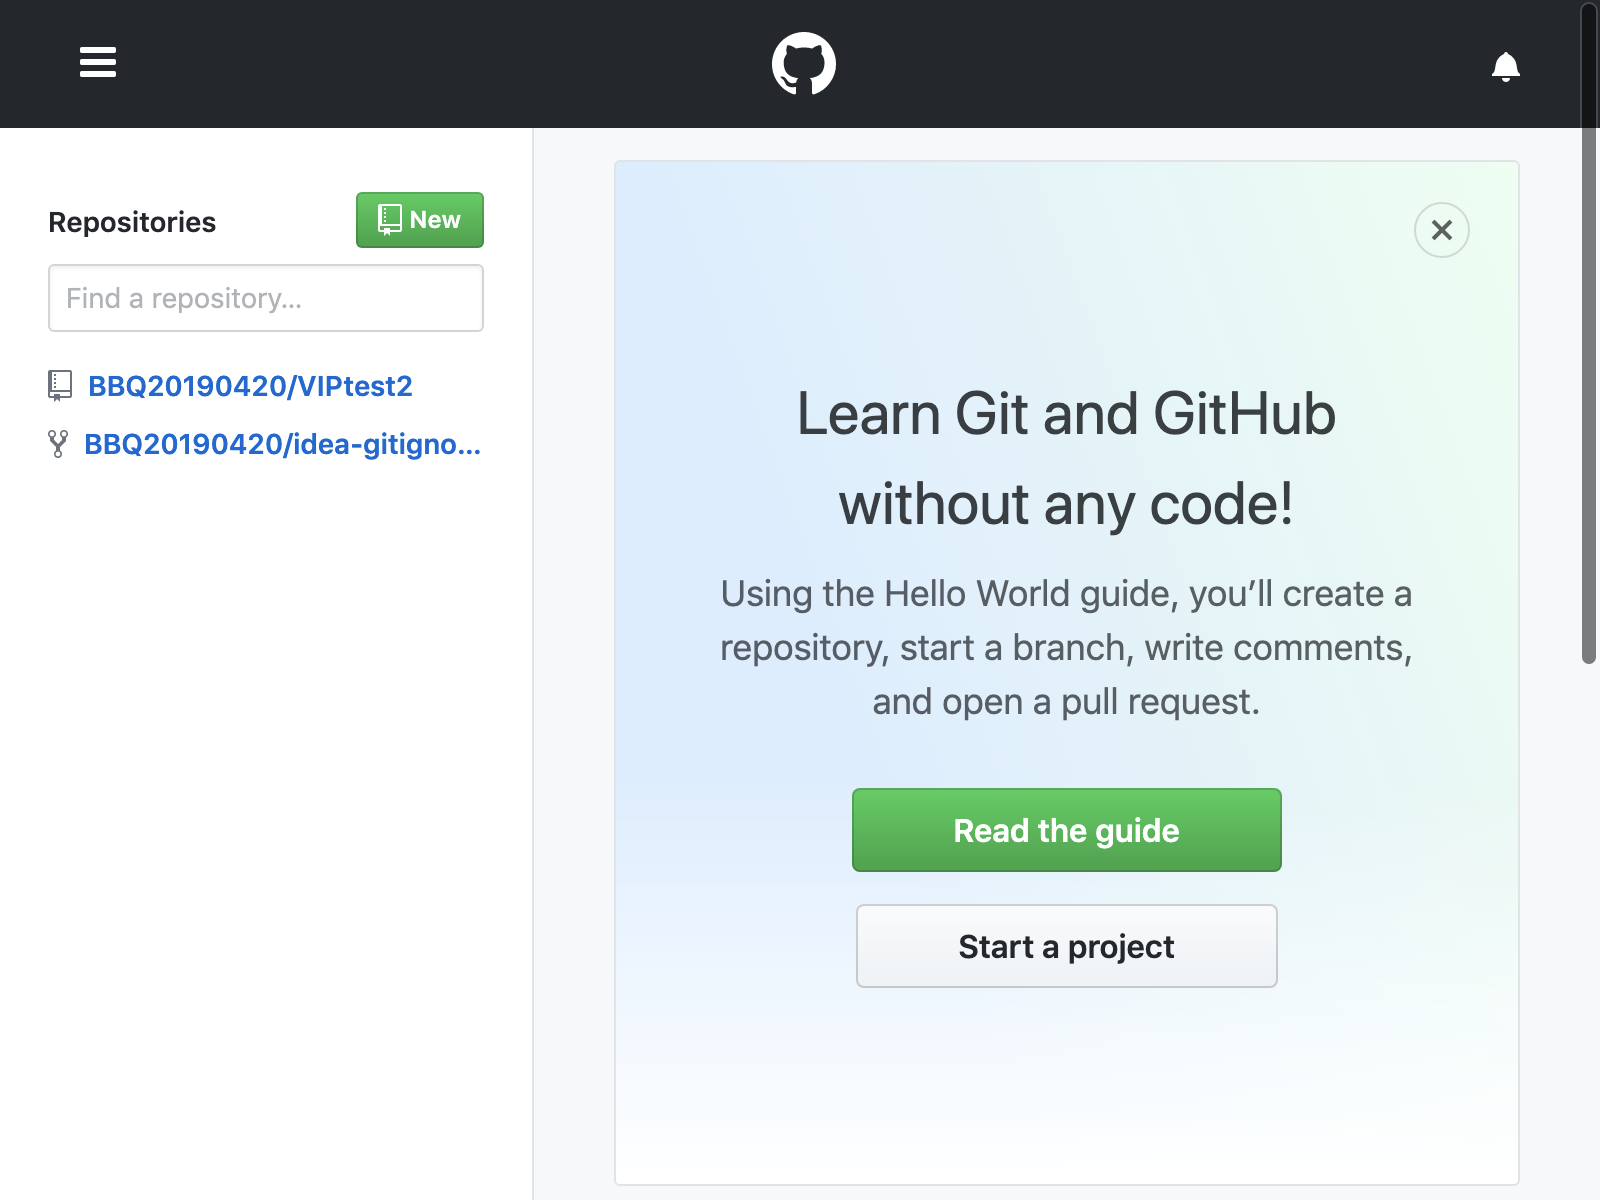 Repositories
New
Find a repository...
BBQ20190420/VIPtest2
BBQ20190420/idea-gitigno...
Learn Git and GitHub
without any code!
Using the Hello World guide, you’ll create a
repository, start a branch, write comments,
and open a pull request.
Read the guide
Start a project